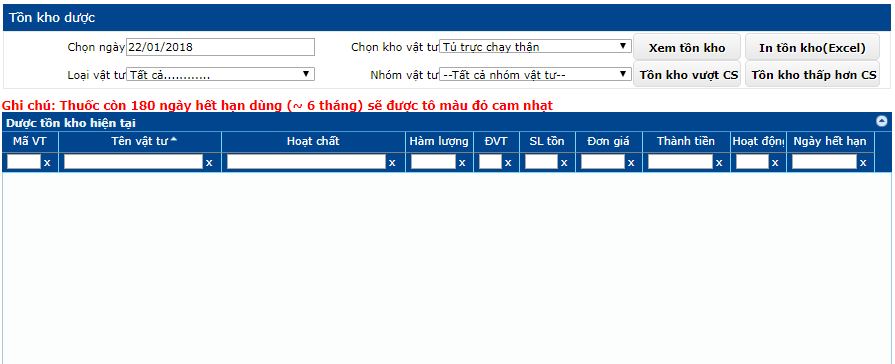 Tồn kho dược
Chọn ngày 22/01/2018 Chọn kho vật tư Tủ trực chạy thận Xem tồn kho In tồn kho(Excel)
Loại vật tư Tất cả............ Nhóm vật tư --Tất cả nhóm vật tư-- Tồn kho vượt CS Tồn kho thấp hơn CS
Ghi chú: Thuốc còn 180 ngày hết hạn dùng (~ 6 tháng) sẽ được tô màu đỏ cam nhạt
Dược tồn kho hiện tại
Mã VT Tên vật tư Hoạt chất Hàm lượng ĐVT SL tồn Đơn giá Thành tiền Hoạt động Ngày hết hạn
x x x x x x x x x x